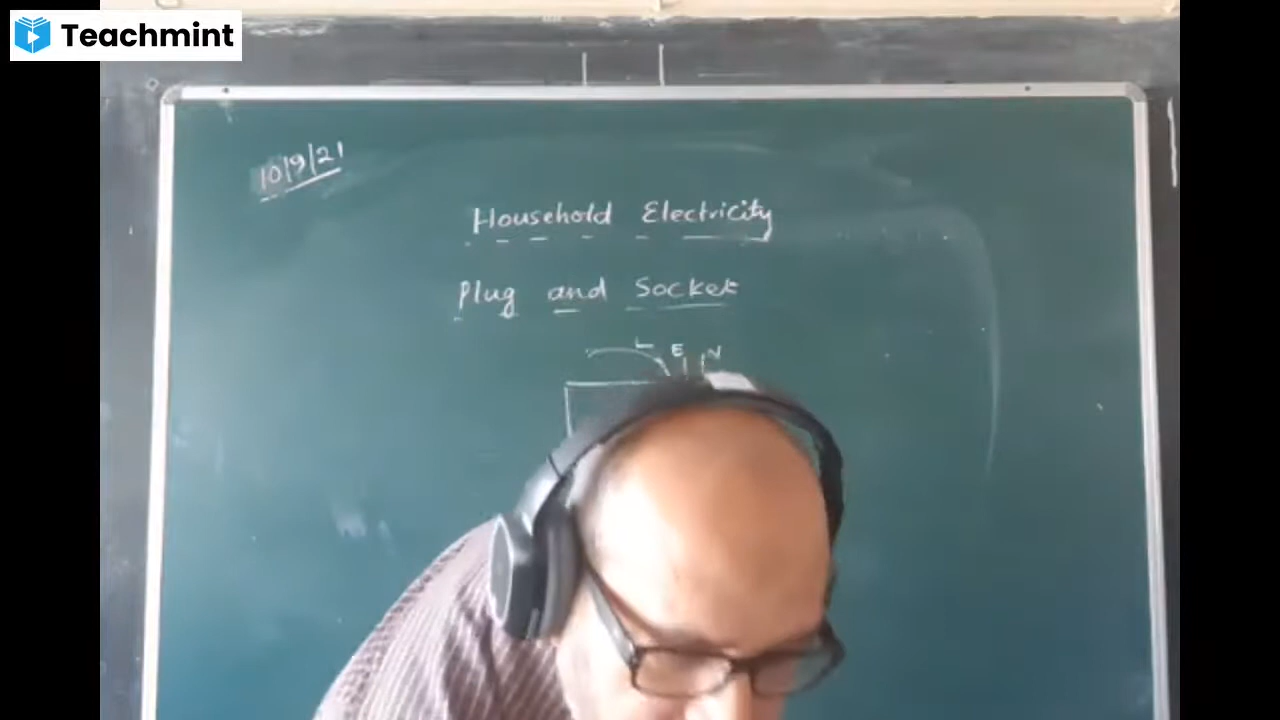 Teachmint
10/9/21
Household Electricity
Plug and Socket
L E N